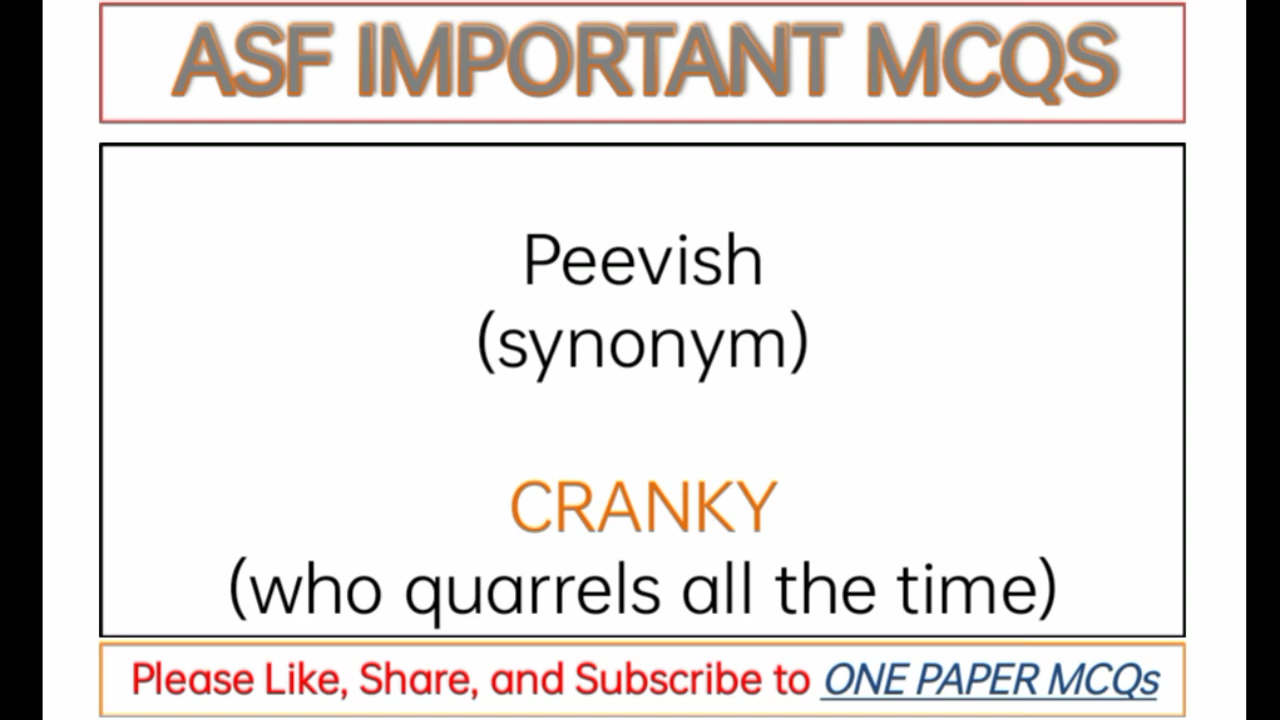 ASF IMPORTANT MCQS
Peevish
(synonym)
CRANKY
(who quarrels all the time)
Please Like, Share, and Subscribe to ONE PAPER MCQs